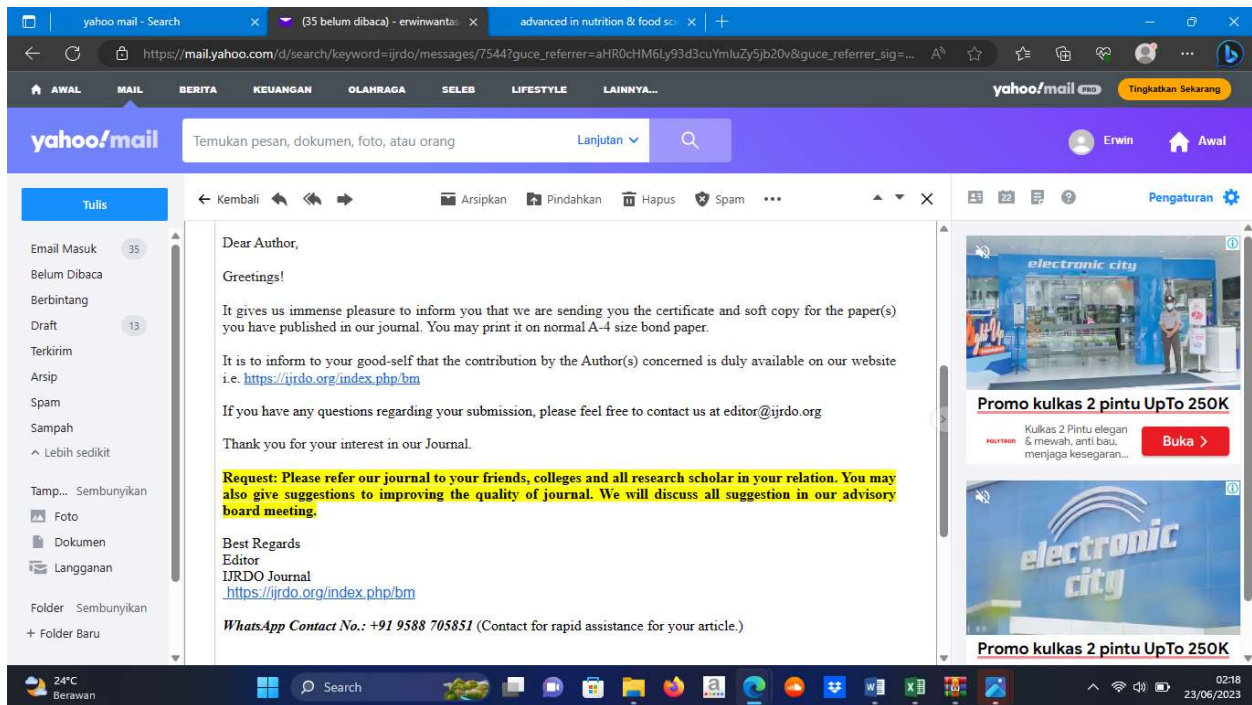 yahoo mail - Search
(35 belum dibaca) - erwinwantas
advanced in nutrition & food sci
https://mail.yahoo.com/d/search/keyword=ijrdo/messages/7544?guce_referrer=aHR0cHM6Ly93d3cuYmluZy5jb20v&guce_referrer_sig=...
AWAL MAIL BERITA KEUANGAN OLAHRAGA SELEB LIFESTYLE LAINNYA...
yahoo!mail PRO Tingkatkan Sekarang
yahoo!mail
Temukan pesan, dokumen, foto, atau orang Lanjutan
Erwin Awal
Tulis
Kembali Arsipkan Pindahkan Hapus Spam
22
Pengaturan
Email Masuk 35
Belum Dibaca
Berbintang
Draft 13
Terkirim
Arsip
Spam
Sampah
Lebih sedikit
Tamp... Sembunyikan
Foto
Dokumen
Langganan
Folder Sembunyikan
+ Folder Baru
Dear Author,
Greetings!
It gives us immense pleasure to inform you that we are sending you the certificate and soft copy for the paper(s)
you have published in our journal. You may print it on normal A-4 size bond paper.
It is to inform to your good-self that the contribution by the Author(s) concerned is duly available on our website
i.e. https://ijrdo.org/index.php/bm
If you have any questions regarding your submission, please feel free to contact us at editor@ijrdo.org
Thank you for your interest in our Journal.
Request: Please refer our journal to your friends, colleges and all research scholar in your relation. You may
also give suggestions to improving the quality of journal. We will discuss all suggestion in our advisory
board meeting.
Best Regards
Editor
IJRDO Journal
https://ijrdo.org/index.php/bm
WhatsApp Contact No.: +91 9588 705851 (Contact for rapid assistance for your article.)
electronic city
Promo kulkas 2 pintu UpTo 250K
POLYTRON
Kulkas 2 Pintu elegan
& mewah, anti bau,
menjaga kesegaran...
Buka >
electronic
city
Promo kulkas 2 pintu UpTo 250K
24°C
Berawan
Search
02:18
23/06/2023